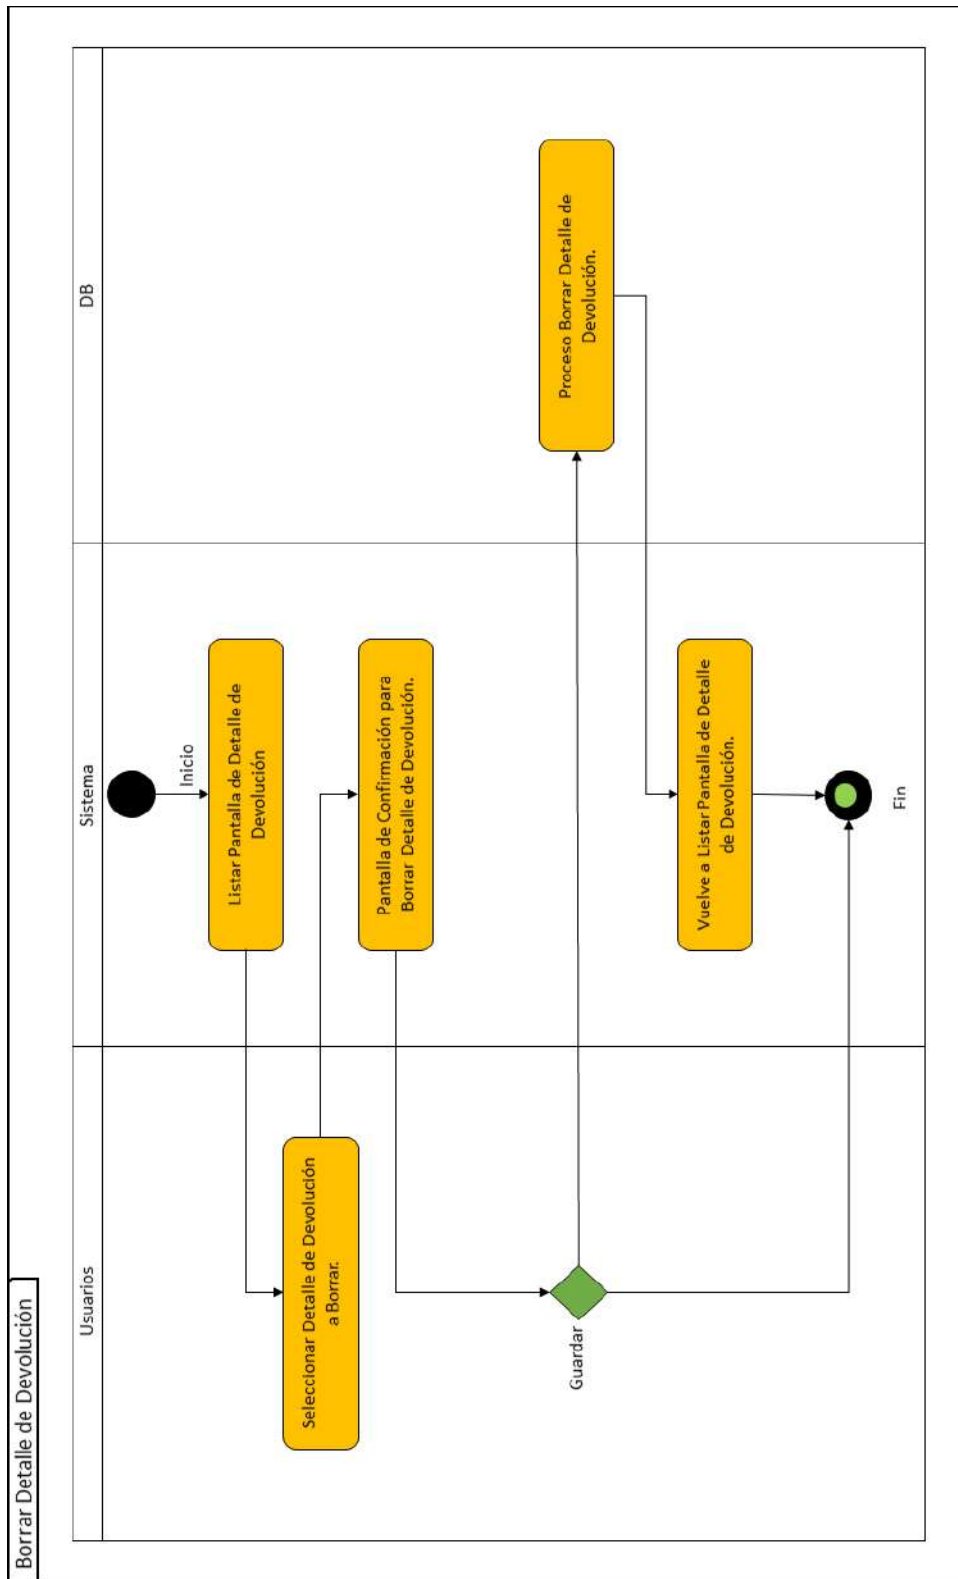 Borrar Detalle de Devolución
Usuarios
Sistema
DB
Inicio
Listar Pantalla de Detalle de
Devolución
Seleccionar Detalle de Devolución
a Borrar.
Pantalla de Confirmación para
Borrar Detalle de Devolución.
Guardar
Proceso Borrar Detalle de
Devolución.
Vuelve a Listar Pantalla de Detalle
de Devolución.
Fin